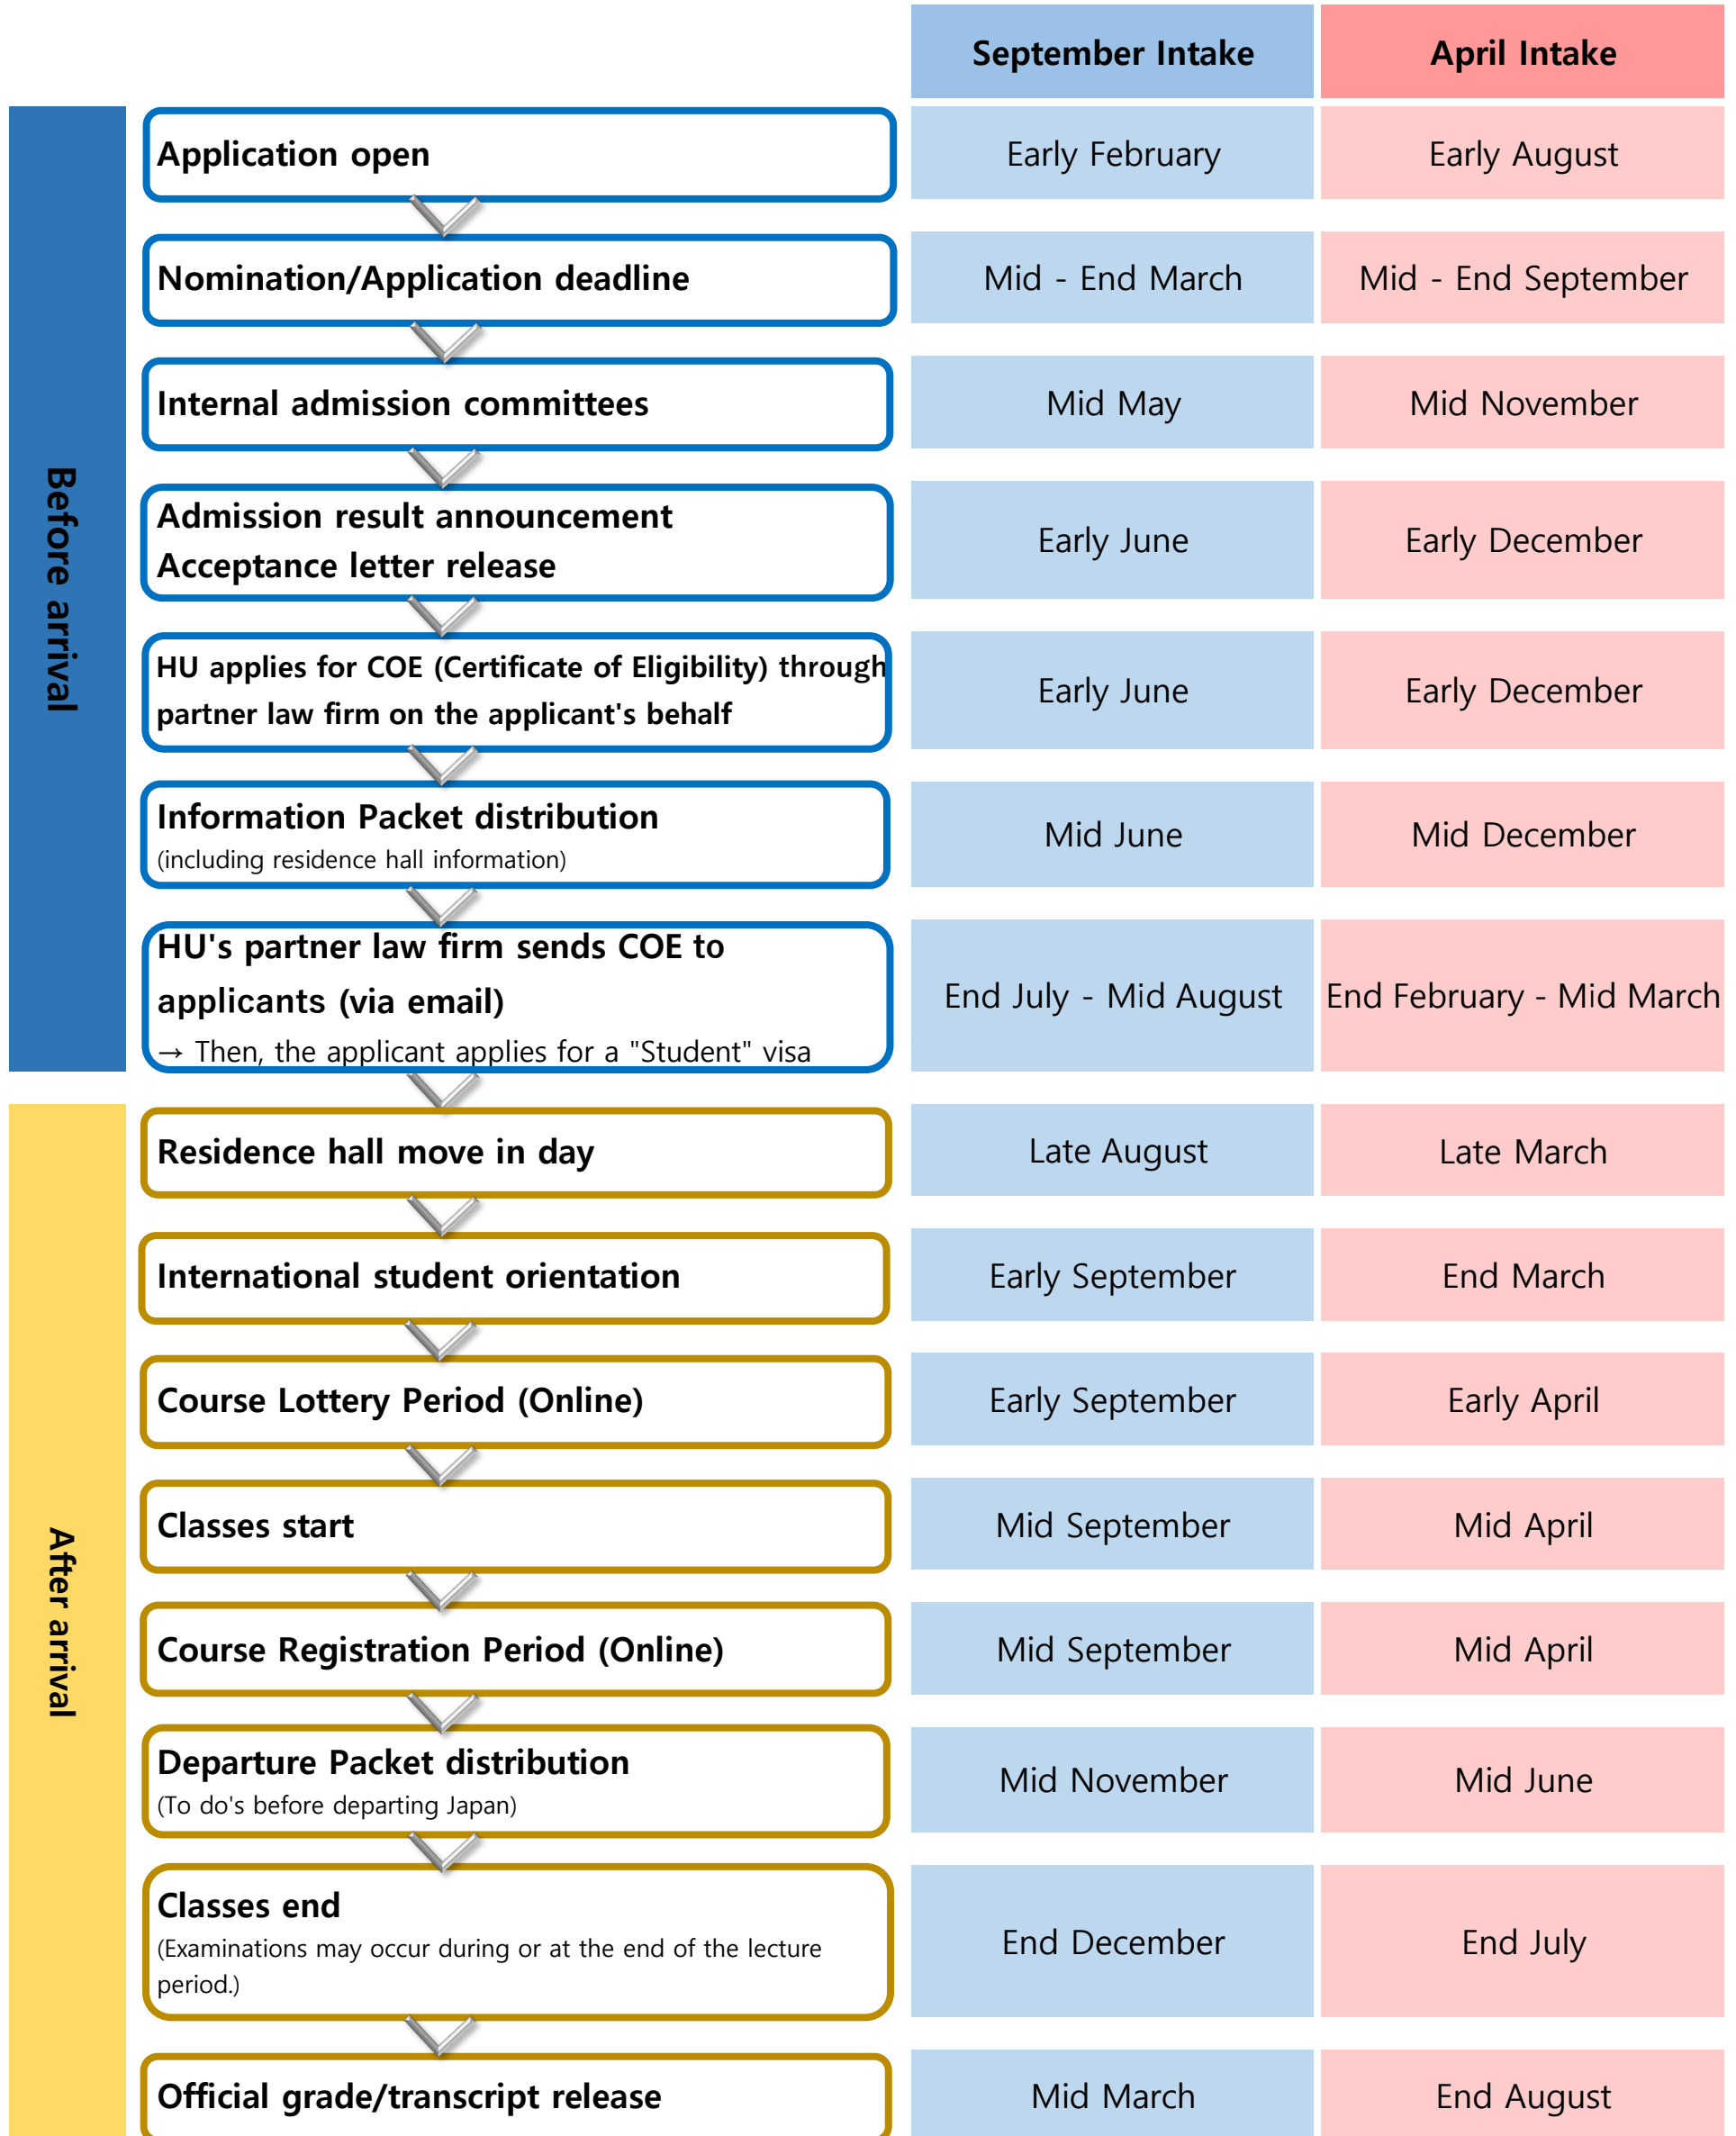 September Intake
April Intake
Before arrival
Application open
Early February
Early August
Nomination/Application deadline
Mid - End March
Mid - End September
Internal admission committees
Mid May
Mid November
Admission result announcement
Acceptance letter release
Early June
Early December
HU applies for COE (Certificate of Eligibility) through
partner law firm on the applicant's behalf
Early June
Early December
Information Packet distribution
(including residence hall information)
Mid June
Mid December
HU's partner law firm sends COE to
applicants (via email)
→ Then, the applicant applies for a "Student" visa
End July - Mid August
End February - Mid March
After arrival
Residence hall move in day
Late August
Late March
International student orientation
Early September
End March
Course Lottery Period (Online)
Early September
Early April
Classes start
Mid September
Mid April
Course Registration Period (Online)
Mid September
Mid April
Departure Packet distribution
(To do's before departing Japan)
Mid November
Mid June
Classes end
(Examinations may occur during or at the end of the lecture
period.)
End December
End July
Official grade/transcript release
Mid March
End August